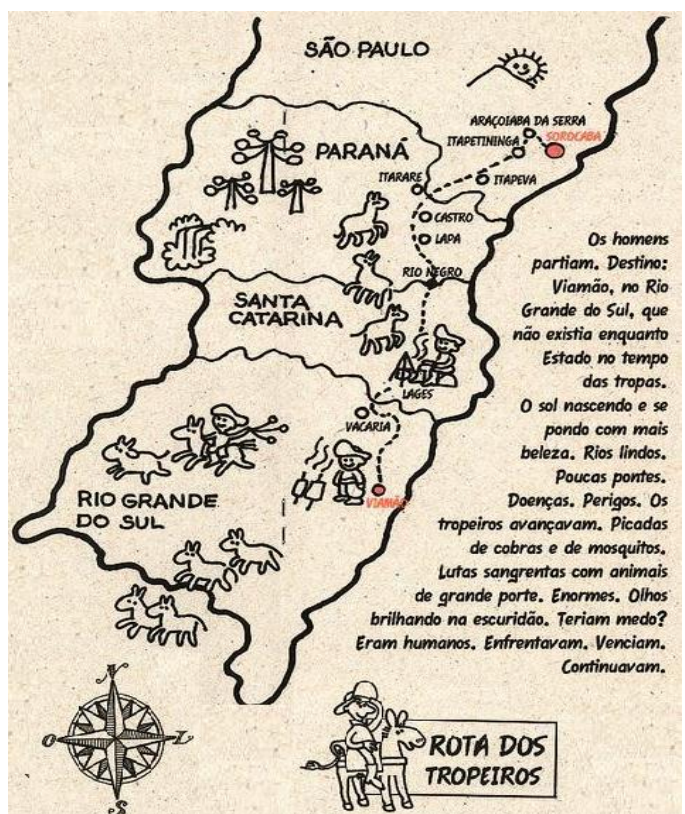 SÃO PAULO
ARAÇOIABA DA SERRA
SOROCABA
ITAPETININGA
PARANÁ
ITARARE
ITAPEVA
CASTRO
LAPA
RIO NEGRO
SANTA
CATARINA
LAGES
VACARIA
VIAMÃO
RIO GRANDE
DO SUL
Os homens
partiam. Destino:
Viamão, no Rio
Grande do Sul, que
não existia enquanto
Estado no tempo
das tropas.
O sol nascendo e se
pondo com mais
beleza. Rios lindos.
Poucas pontes.
Doenças. Perigos. Os
tropeiros avançavam. Picadas
de cobras e de mosquitos.
Lutas sangrentas com animais
de grande porte. Enormes. Olhos
brilhando na escuridão. Teriam medo?
Eram humanos. Enfrentavam. Venciam.
Continuavam.
N
O
L
S
ROTA DOS
TROPEIROS